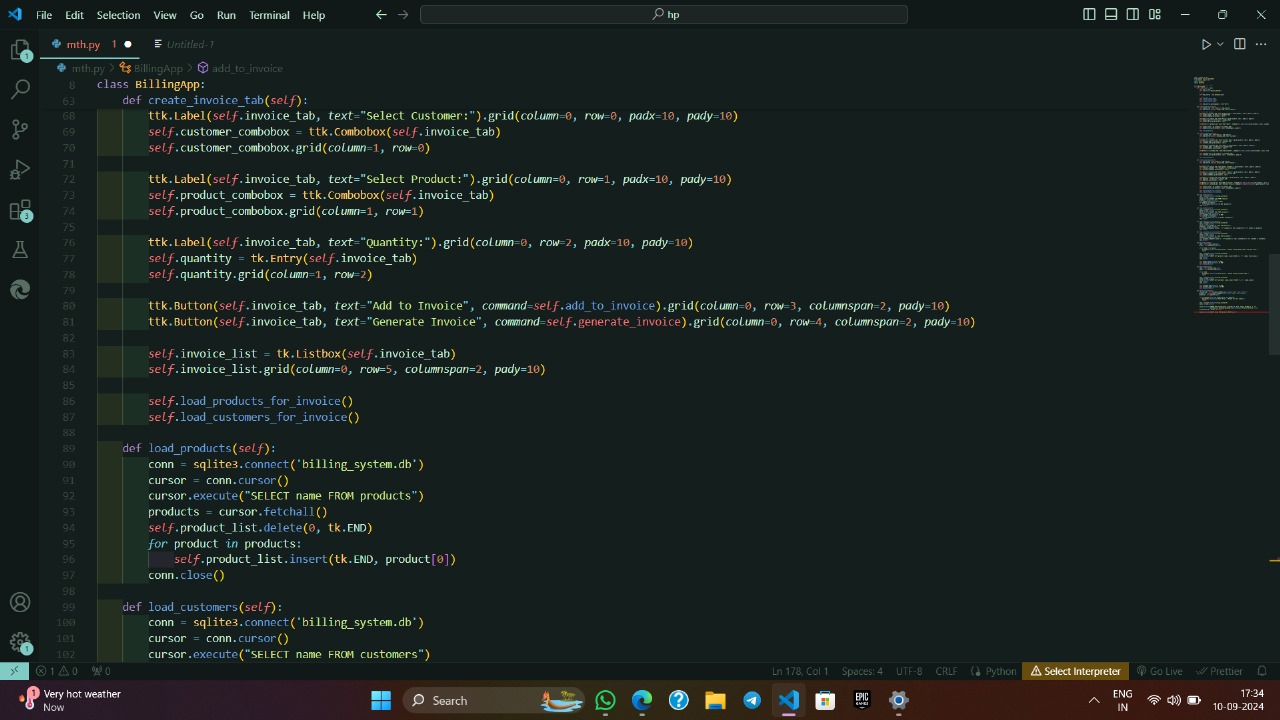 File Edit Selection View Go Run Terminal Help
hp
mth.py 1
Untitled-1
mth.py > BillingApp > add_to_invoice
8 class BillingApp:
63 def create_invoice_tab(self):
68 ttk.Label(self.invoice_tab, text="Select Customer:").grid(column=0, row=0, padx=10, pady=10)
69 self.customer_combobox = ttk.Combobox(self.invoice_tab)
70 self.customer_combobox.grid(column=1, row=0)
71
72 ttk.Label(self.invoice_tab, text="Select Product:").grid(column=0, row=1, padx=10, pady=10)
73 self.product_combobox = ttk.Combobox(self.invoice_tab)
74 self.product_combobox.grid(column=1, row=1)
75
76 ttk.Label(self.invoice_tab, text="Quantity:").grid(column=0, row=2, padx=10, pady=10)
77 self.quantity = tk.Entry(self.invoice_tab)
78 self.quantity.grid(column=1, row=2)
79
80 ttk.Button(self.invoice_tab, text="Add to Invoice", command=self.add_to_invoice).grid(column=0, row=3, columnspan=2, pady=10)
81 ttk.Button(self.invoice_tab, text="Generate Invoice", command=self.generate_invoice).grid(column=0, row=4, columnspan=2, pady=10)
82
83 self.invoice_list = tk.Listbox(self.invoice_tab)
84 self.invoice_list.grid(column=0, row=5, columnspan=2, pady=10)
85
86 self.load_products_for_invoice()
87 self.load_customers_for_invoice()
88
89 def load_products(self):
90 conn = sqlite3.connect('billing_system.db')
91 cursor = conn.cursor()
92 cursor.execute("SELECT name FROM products")
93 products = cursor.fetchall()
94 self.product_list.delete(0, tk.END)
95 for product in products:
96 self.product_list.insert(tk.END, product[0])
97 conn.close()
98
99 def load_customers(self):
100 conn = sqlite3.connect('billing_system.db')
101 cursor = conn.cursor()
102 cursor.execute("SELECT name FROM customers")
1 0 0 Ln 178, Col 1 Spaces: 4 UTF-8 CRLF Python Select Interpreter Go Live Prettier
1 Very hot weather
Now
Search
EPIC GAMES
ENG
IN
17:34
10-09-2024